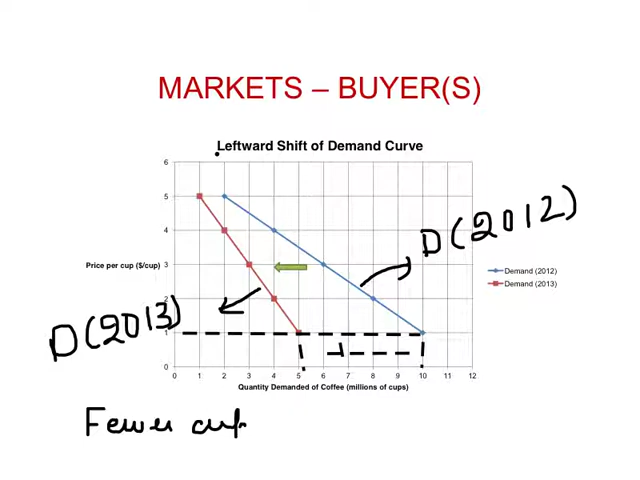 MARKETS – BUYER(S)
Leftward Shift of Demand Curve
6
5
4
3
2
1
0
Price per cup ($/cup)
D(2012)
D(2013)
Demand (2012)
Demand (2013)
0 1 2 3 4 5 6 7 8 9 10 11 12
Quantity Demanded of Coffee (millions of cups)
Fewer cup